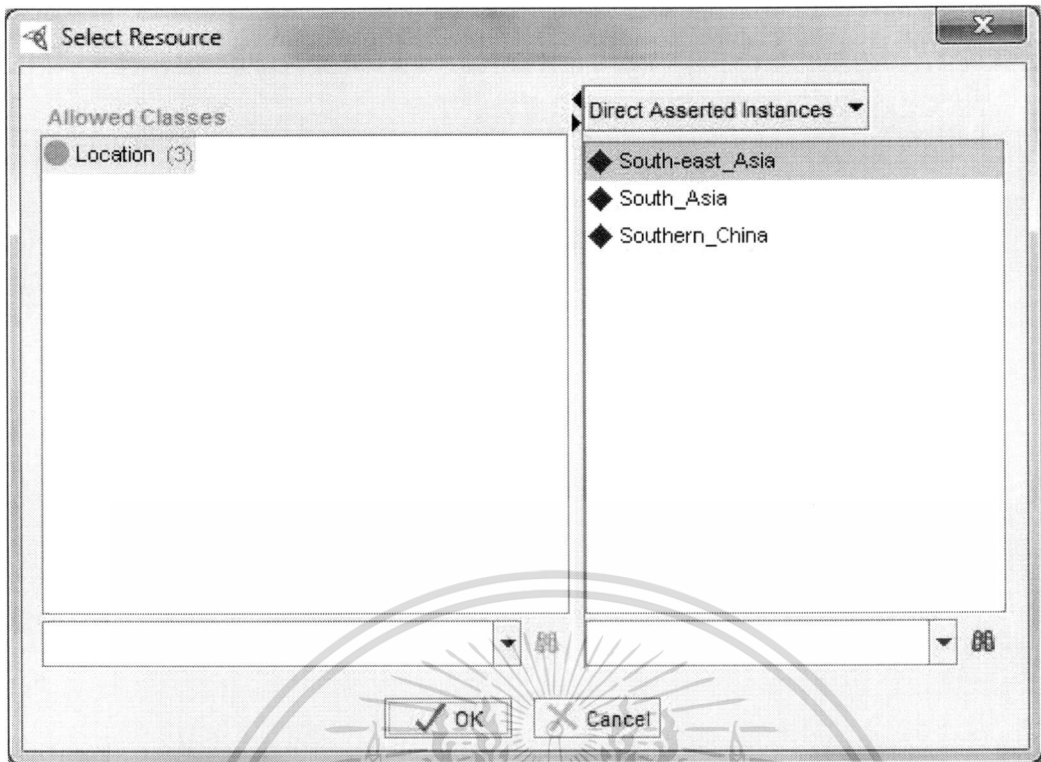 Select Resource
Allowed Classes
Location (3)
Direct Asserted Instances
South-east_Asia
South_Asia
Southern_China
OK
Cancel